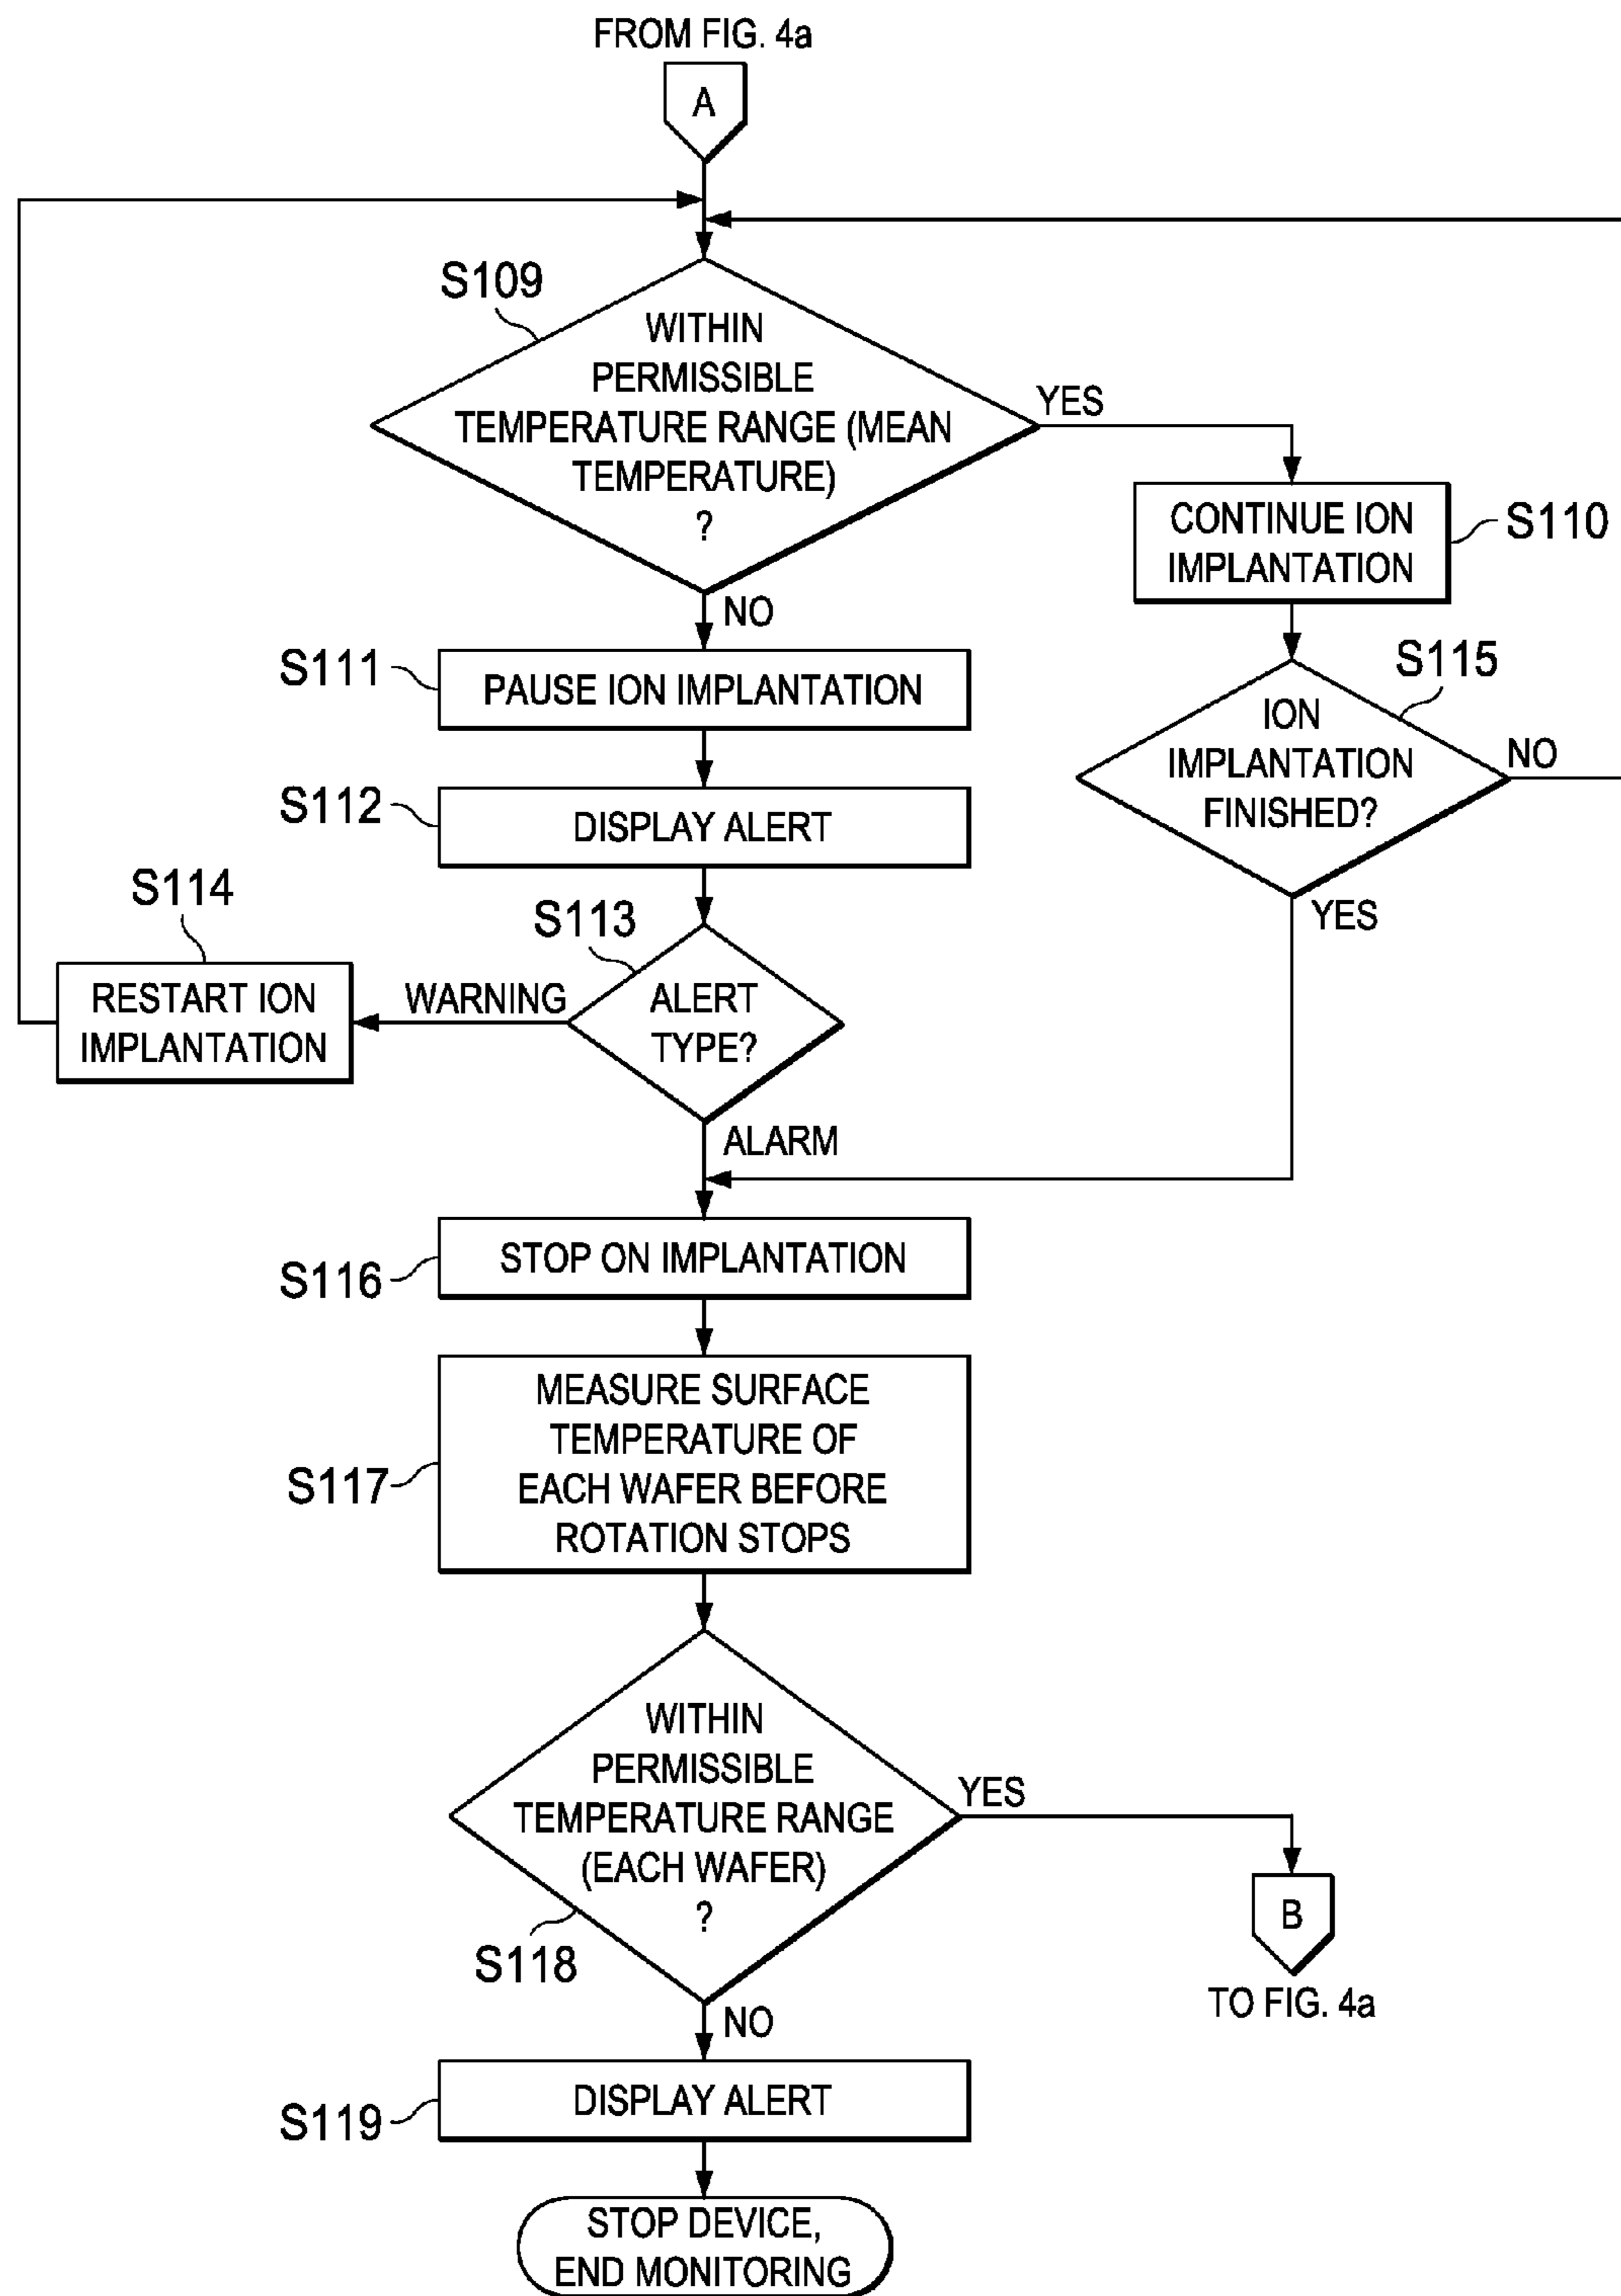 FROM FIG. 4a
A
S109
WITHIN
PERMISSIBLE
TEMPERATURE RANGE (MEAN
TEMPERATURE)
?
YES
NO
CONTINUE ION
IMPLANTATION
S110
S111
PAUSE ION IMPLANTATION
S115
ION
IMPLANTATION
FINISHED?
NO
YES
S112
DISPLAY ALERT
S114
RESTART ION
IMPLANTATION
WARNING
S113
ALERT
TYPE?
ALARM
S116
STOP ON IMPLANTATION
S117
MEASURE SURFACE
TEMPERATURE OF
EACH WAFER BEFORE
ROTATION STOPS
WITHIN
PERMISSIBLE
TEMPERATURE RANGE
(EACH WAFER)
?
S118
YES
B
TO FIG. 4a
NO
S119
DISPLAY ALERT
STOP DEVICE,
END MONITORING